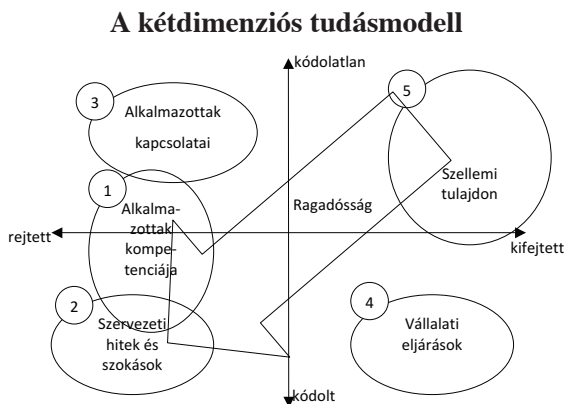 A kétdimenziós tudásmodell
kódolatlan
3
Alkalmazottak
kapcsolatai
5
Szellemi
tulajdon
1
Alkalma-
zottak
kompe-
tenciája
Ragadósság
rejtett
kifejtett
2
Szervezeti
hitek és
szokások
4
Vállalati
eljárások
kódolt